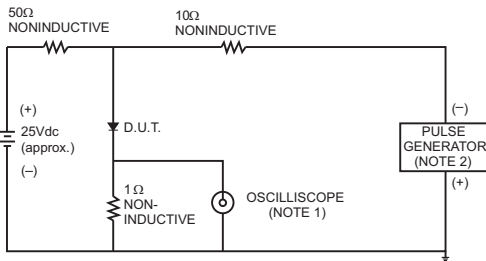 50Ω
NONINDUCTIVE
10Ω
NONINDUCTIVE
(+)
25Vdc
(approx.)
(–)
D.U.T.
1Ω
NON-
INDUCTIVE
OSCILLISCOPE
(NOTE 1)
(–)
PULSE
GENERATOR
(NOTE 2)
(+)